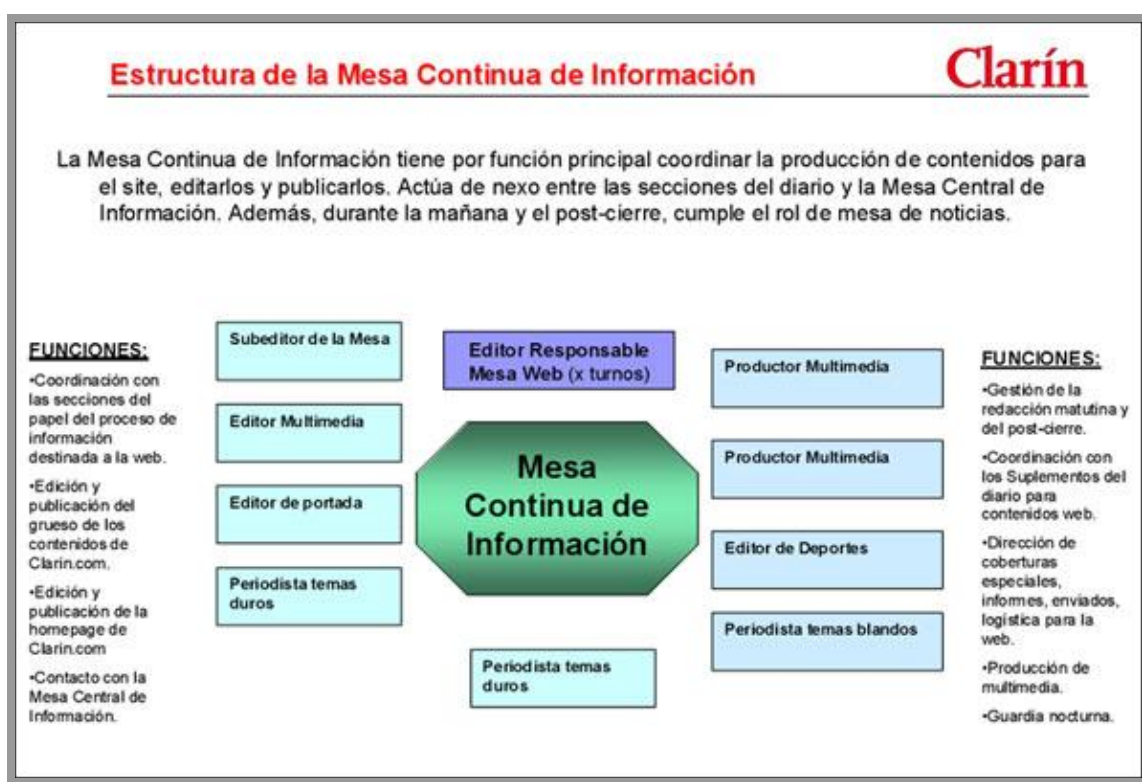 Estructura de la Mesa Continua de Información
Clarín
La Mesa Continua de Información tiene por función principal coordinar la producción de contenidos para
el site, editarlos y publicarlos. Actúa de nexo entre las secciones del diario y la Mesa Central de
Información. Además, durante la mañana y el post-cierre, cumple el rol de mesa de noticias.
FUNCIONES:
•Coordinación con
las secciones del
papel del proceso de
información
destinada a la web.
•Edición y
publicación del
grueso de los
contenidos de
Clarin.com.
•Edición y
publicación de la
homepage de
Clarin.com
•Contacto con la
Mesa Central de
Información.
Subeditor de la Mesa
Editor Multimedia
Editor de portada
Periodista temas
duros
Editor Responsable
Mesa Web (x turnos)
Mesa
Continua de
Información
Periodista temas
duros
Productor Multimedia
Productor Multimedia
Editor de Deportes
Periodista temas blandos
FUNCIONES:
•Gestión de la
redacción matutina y
del post-cierre.
•Coordinación con
los Suplementos del
diario para
contenidos web.
•Dirección de
coberturas
especiales,
informes, enviados,
logística para la
web.
•Producción de
multimedia.
•Guardia nocturna.